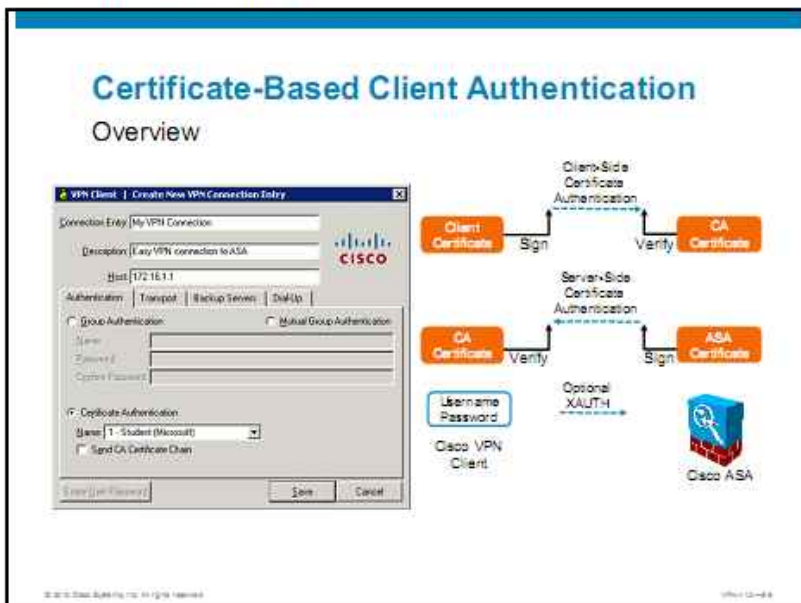 Certificate-Based Client Authentication
Overview
VPN Client | Create New VPN Connection Entry
Connection Entry: My VPN Connection
Description: Easy VPN connection to ASA
Host: 172.16.1.1
CISCO
Authentication Transport Backup Servers Dial-Up
Group Authentication Mutual Group Authentication
Name:
Password:
Confirm Password:
Certificate Authentication
Name: 1 - Student (Microsoft)
Send CA Certificate Chain
Save Cancel
Client-Side
Certificate
Authentication
Client
Certificate
Sign
Verify
CA
Certificate
Server-Side
Certificate
Authentication
CA
Certificate
Verify
Sign
ASA
Certificate
Username
Password
Optional
XAUTH
Cisco VPN
Client
Cisco ASA